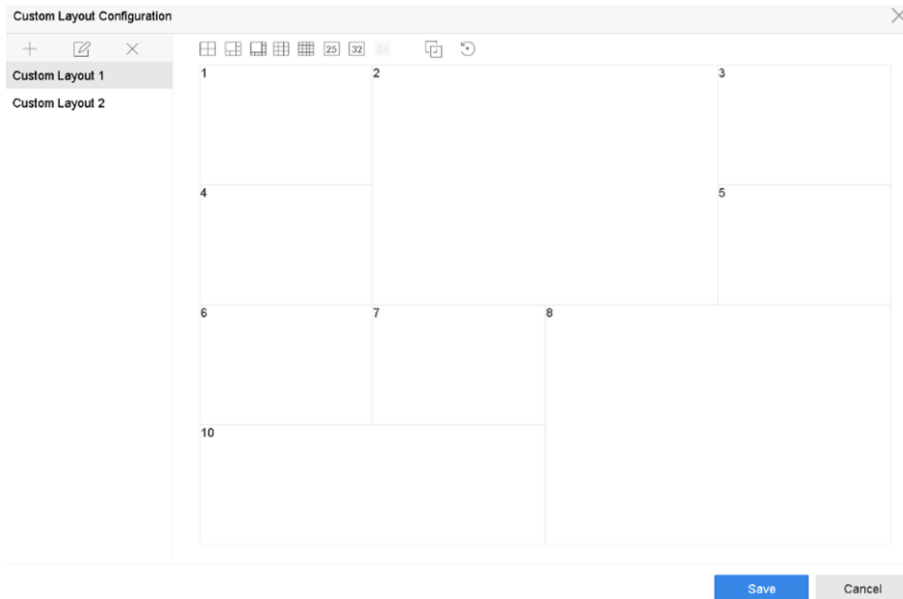 Custom Layout Configuration
25 32 64
Custom Layout 1
Custom Layout 2
1 2 3
4 5
6 7 8
10
Save Cancel